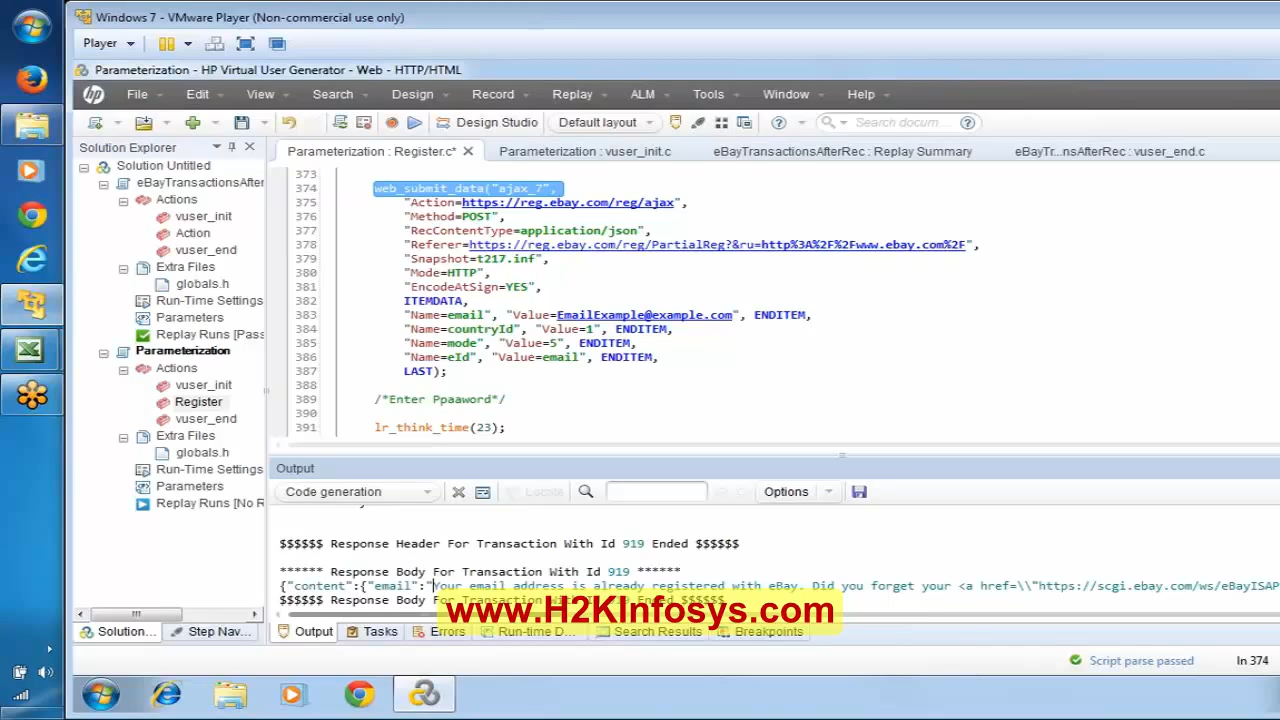 Windows 7 - VMware Player (Non-commercial use only)
Player
Parameterization - HP Virtual User Generator - Web - HTTP/HTML
hp File Edit View Search Design Record Replay ALM Tools Window Help
Design Studio Default layout Search docum...
Solution Explorer
Parameterization : Register.c* Parameterization : vuser_init.c eBayTransactionsAfterRec : Replay Summary eBayTr...nsAfterRec : vuser_end.c
Solution Untitled
eBayTransactionsAfter
Actions
vuser_init
Action
vuser_end
Extra Files
globals.h
Run-Time Settings
Parameters
Replay Runs [Pass
Parameterization
Actions
vuser_init
Register
vuser_end
Extra Files
globals.h
Run-Time Settings
Parameters
Replay Runs [No R
373
374 web_submit_data("ajax_7",
375 "Action=https://reg.ebay.com/reg/ajax",
376 "Method=POST",
377 "RecContentType=application/json",
378 "Referer=https://reg.ebay.com/reg/PartialReg?&ru=http%3A%2F%2Fwww.ebay.com%2F",
379 "Snapshot=t217.inf",
380 "Mode=HTTP",
381 "EncodeAtSign=YES",
382 ITEMDATA,
383 "Name=email", "Value=EmailExample@example.com", ENDITEM,
384 "Name=countryId", "Value=1", ENDITEM,
385 "Name=mode", "Value=5", ENDITEM,
386 "Name=eId", "Value=email", ENDITEM,
387 LAST);
388
389 /*Enter Ppaaword*/
390
391 lr_think_time(23);
Output
Code generation Locate Options
$$$$$$ Response Header For Transaction With Id 919 Ended $$$$$$
****** Response Body For Transaction With Id 919 ******
{"content":{"email":"Your email address is already registered with eBay. Did you forget your <a href=\\"https://scgi.ebay.com/ws/eBayISAP
$$$$$$ Response Body For Transaction With Id 919 Ended $$$$$$
www.H2KInfosys.com
Solution... Step Nav... Output Tasks Errors Run-time D... Search Results Breakpoints
Script parse passed ln 374